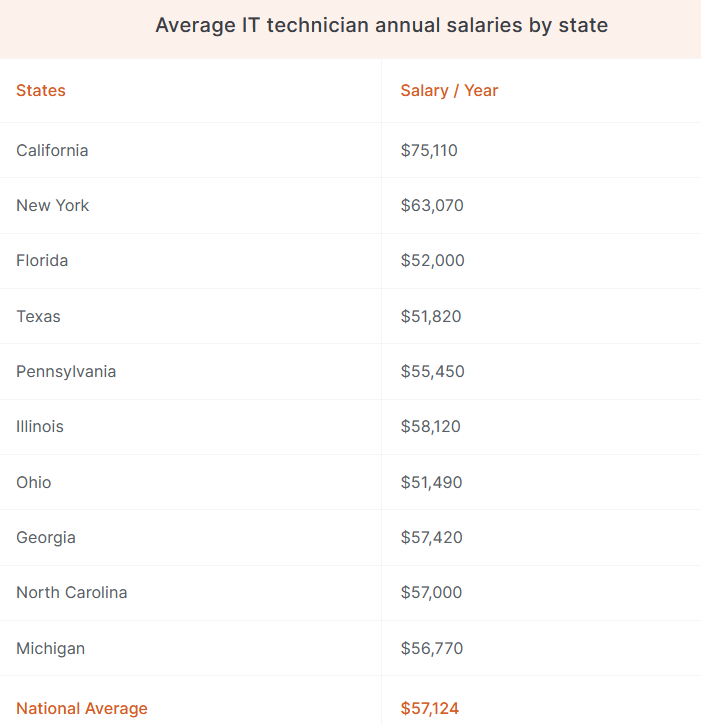 Average IT technician annual salaries by state
States Salary / Year
California $75,110
New York $63,070
Florida $52,000
Texas $51,820
Pennsylvania $55,450
Illinois $58,120
Ohio $51,490
Georgia $57,420
North Carolina $57,000
Michigan $56,770
National Average $57,124